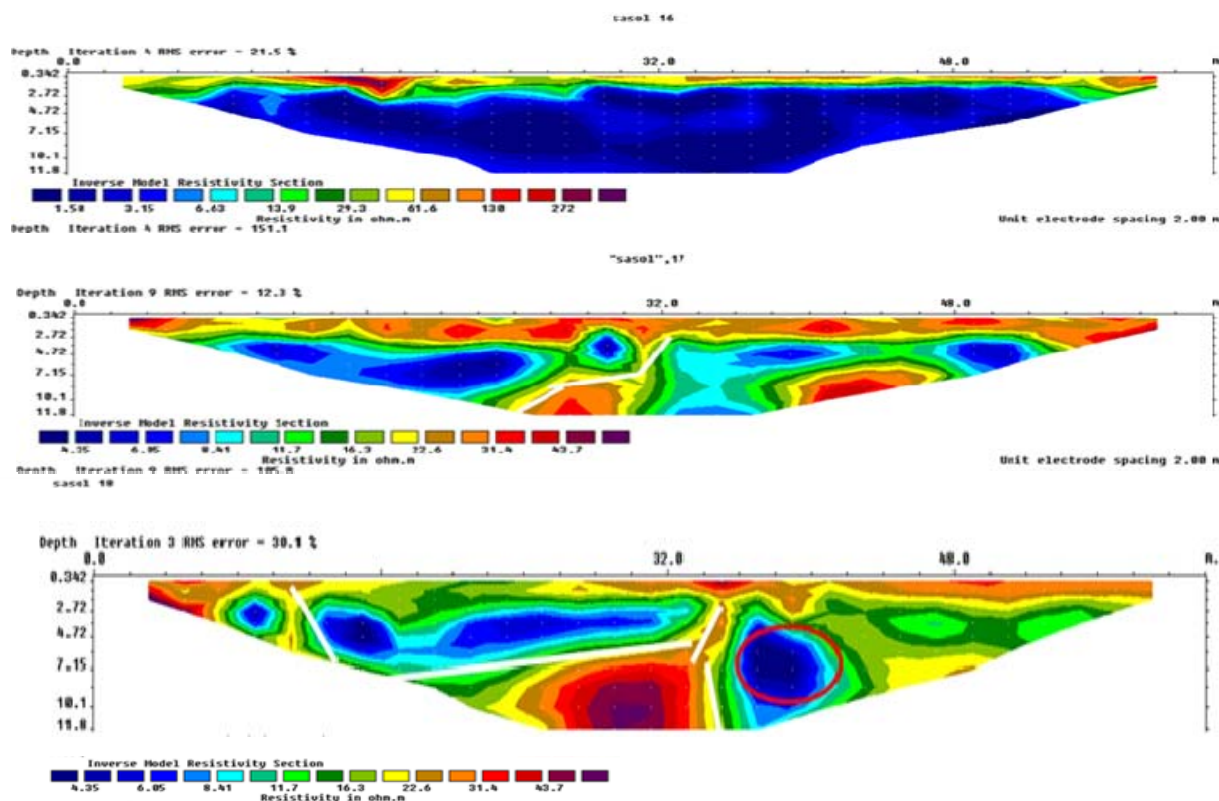 sasol 16
Depth Iteration 4 RMS error = 21.5 %
0.0 32.0 48.0 m
0.342
2.72
4.72
7.15
10.1
11.8
Inverse Model Resistivity Section
1.50 3.15 6.63 13.9 29.3 61.6 130 272
Resistivity in ohm.m
Unit electrode spacing 2.00 m
Depth Iteration 4 RMS error = 151.1
"sasol",17
Depth Iteration 9 RMS error = 12.3 %
0.0 32.0 48.0 m
0.342
2.72
4.72
7.15
10.1
11.8
Inverse Model Resistivity Section
4.35 6.05 8.41 11.7 16.3 22.6 31.4 43.7
Resistivity in ohm.m
Unit electrode spacing 2.00 m
Depth Iteration 9 RMS error =
sasol
Depth Iteration 3 RMS error = 30.1 %
0.0 32.0 48.0
0.342
2.72
4.72
7.15
10.1
11.8
Inverse Model Resistivity Section
4.35 6.05 8.41 11.7 16.3 22.6 31.4 43.7
Resistivity in ohm.m